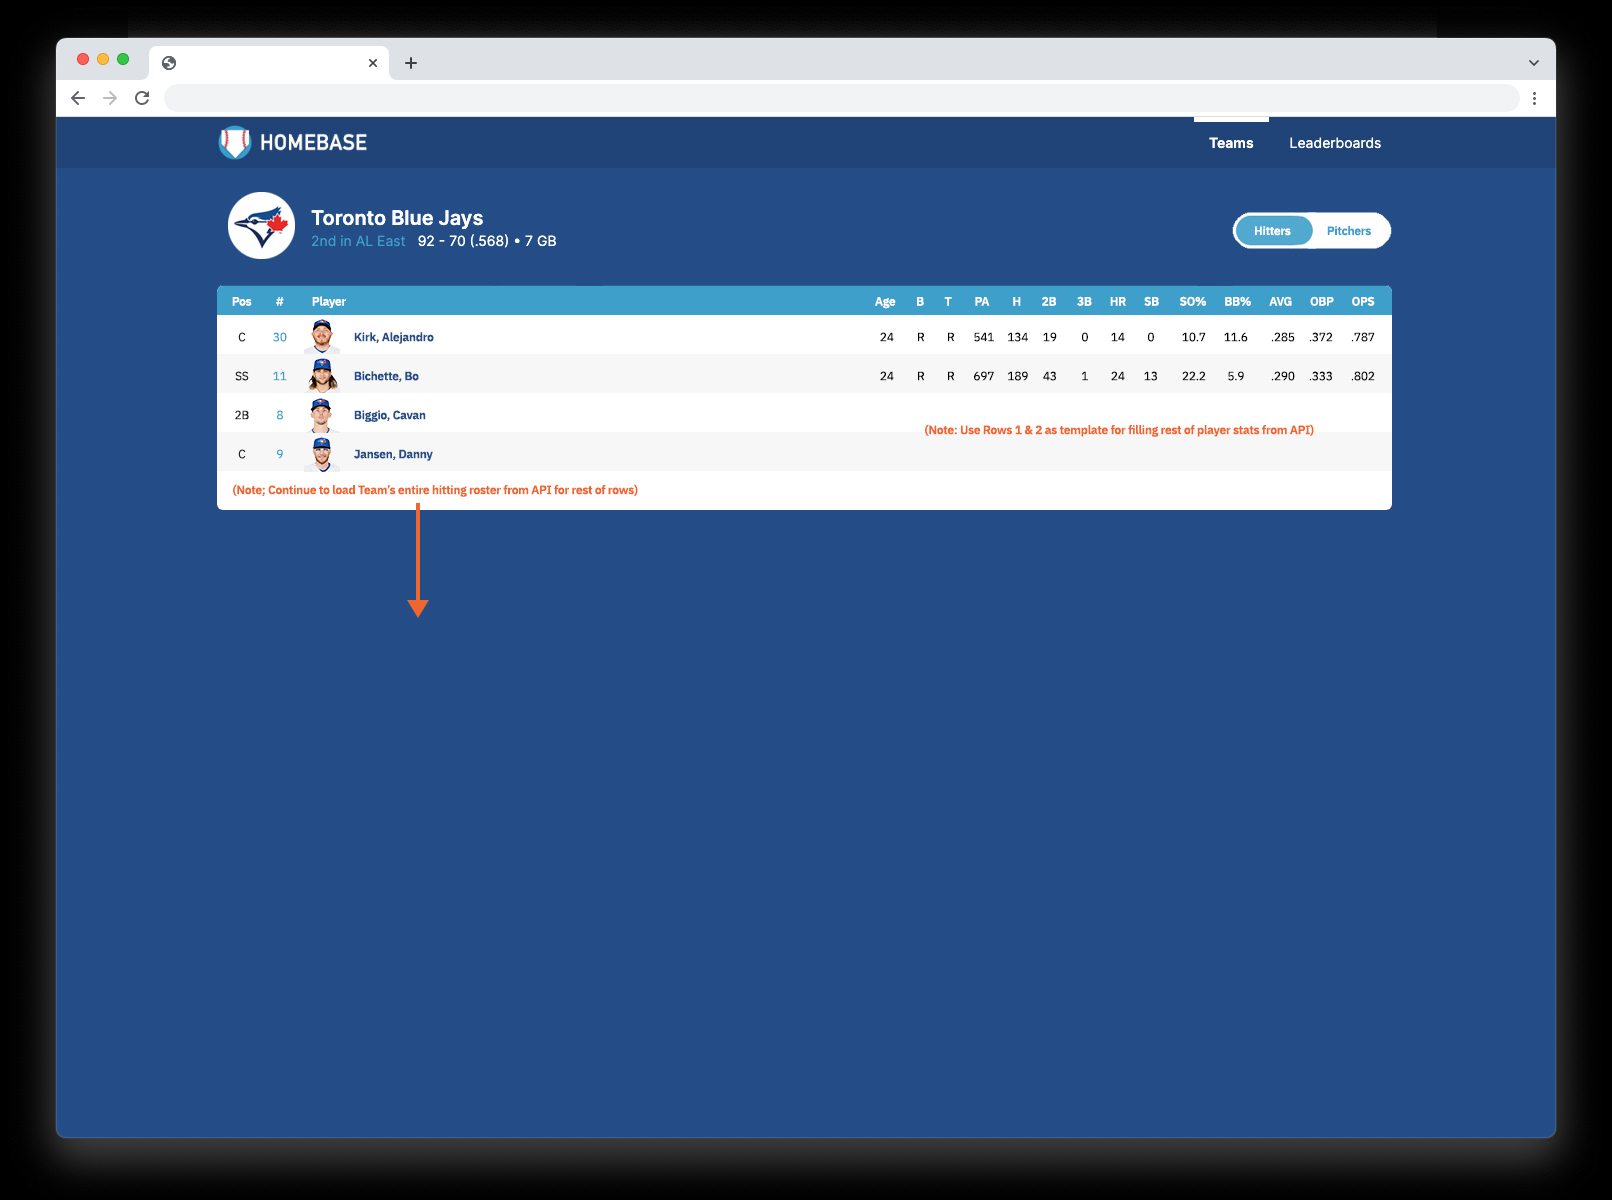 HOMEBASE
Teams Leaderboards
Toronto Blue Jays
2nd in AL East 92 - 70 (.568) • 7 GB
Hitters Pitchers
Pos # Player Age B T PA H 2B 3B HR SB SO% BB% AVG OBP OPS
C 30 Kirk, Alejandro 24 R R 541 134 19 0 14 0 10.7 11.6 .285 .372 .787
SS 11 Bichette, Bo 24 R R 697 189 43 1 24 13 22.2 5.9 .290 .333 .802
2B 8 Biggio, Cavan
(Note: Use Rows 1 & 2 as template for filling rest of player stats from API)
C 9 Jansen, Danny
(Note; Continue to load Team's entire hitting roster from API for rest of rows)